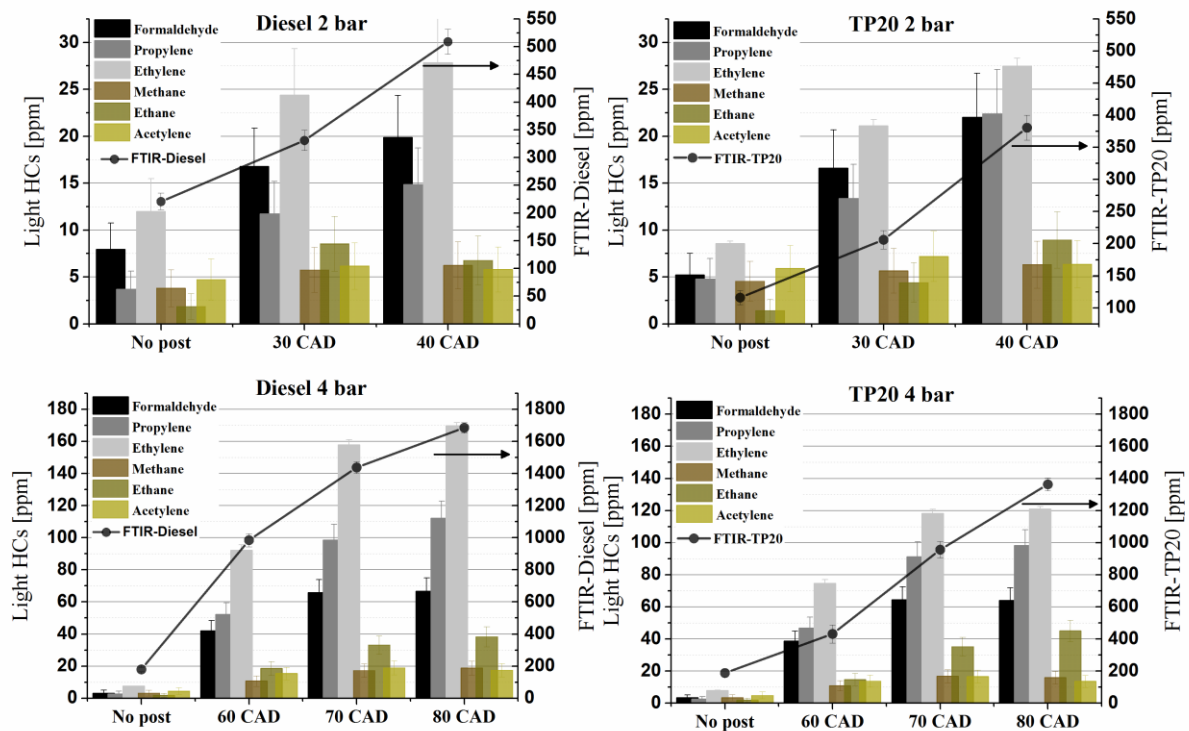 Diesel 2 bar
Light HCs [ppm]
30
25
20
15
10
5
0
Formaldehyde
Propylene
Ethylene
Methane
Ethane
Acetylene
FTIR-Diesel
550
500
450
400
350
300
250
200
150
100
50
0
FTIR-Diesel [ppm]
No post
30 CAD
40 CAD
TP20 2 bar
Light HCs [ppm]
30
25
20
15
10
5
0
Formaldehyde
Propylene
Ethylene
Methane
Ethane
Acetylene
FTIR-TP20
550
500
450
400
350
300
250
200
150
100
FTIR-TP20 [ppm]
No post
30 CAD
40 CAD
Diesel 4 bar
Light HCs [ppm]
180
160
140
120
100
80
60
40
20
0
Formaldehyde
Propylene
Ethylene
Methane
Ethane
Acetylene
FTIR-Diesel
1800
1600
1400
1200
1000
800
600
400
200
0
FTIR-Diesel [ppm]
No post
60 CAD
70 CAD
80 CAD
TP20 4 bar
Light HCs [ppm]
180
160
140
120
100
80
60
40
20
0
Formaldehyde
Propylene
Ethylene
Methane
Ethane
Acetylene
FTIR-TP20
1800
1600
1400
1200
1000
800
600
400
200
0
FTIR-TP20 [ppm]
No post
60 CAD
70 CAD
80 CAD